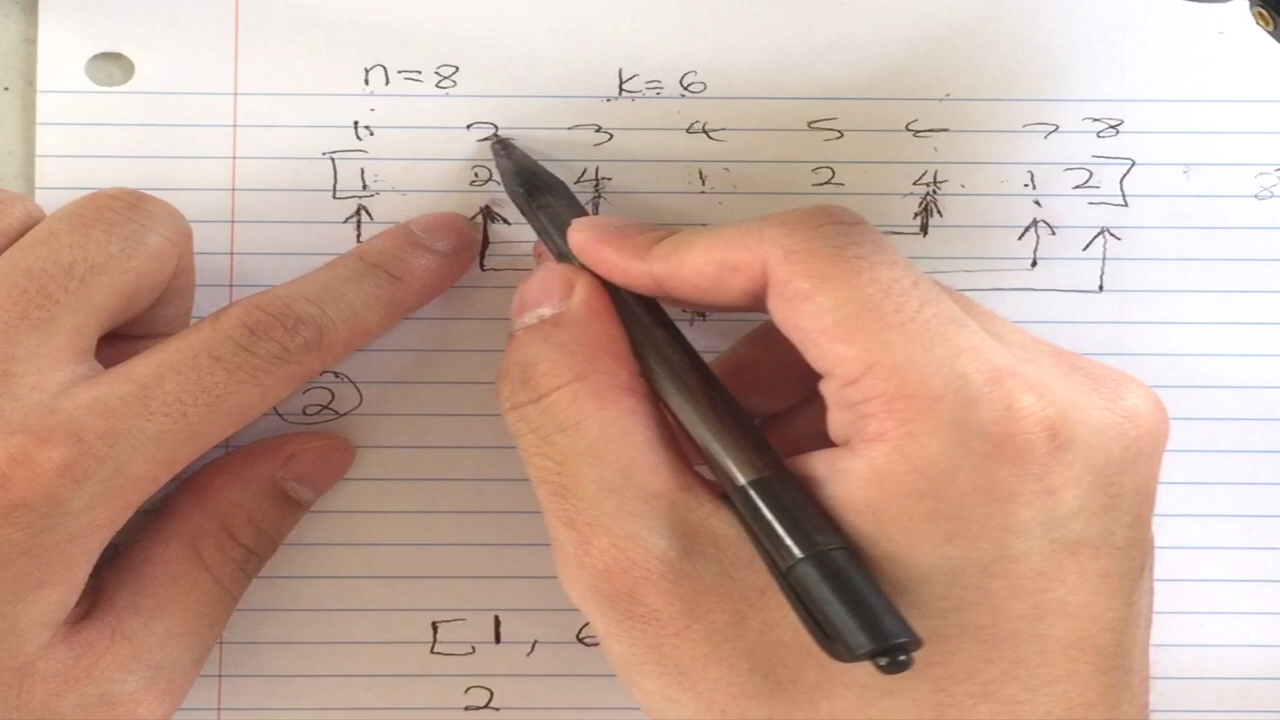 n=8 k=6
1 2 3 4 5 6 7 8
[1 2 4 1 2 4 1 2]
2
[1, 6
2